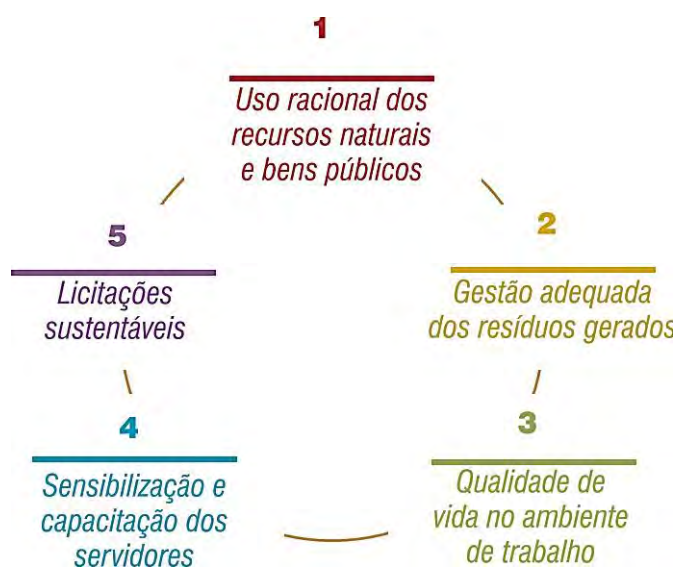 1
Uso racional dos
recursos naturais
e bens públicos
2
Gestão adequada
dos resíduos gerados
3
Qualidade de
vida no ambiente
de trabalho
4
Sensibilização e
capacitação dos
servidores
5
Licitações
sustentáveis